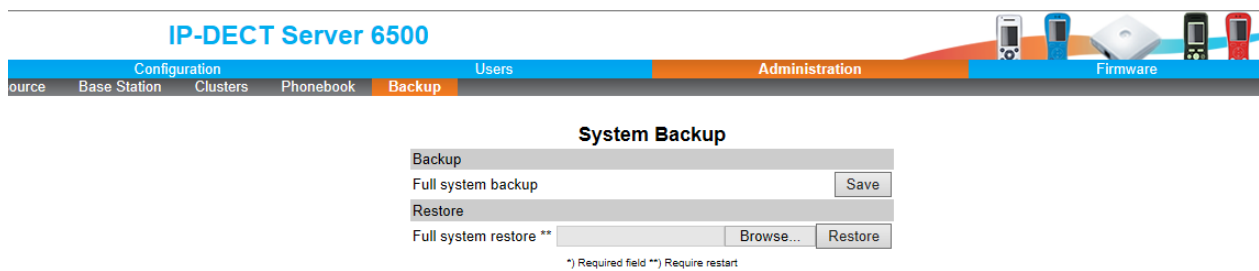 IP-DECT Server 6500
Configuration Users Administration Firmware
ource Base Station Clusters Phonebook Backup
System Backup
Backup
Full system backup Save
Restore
Full system restore ** Browse... Restore
*) Required field **) Require restart